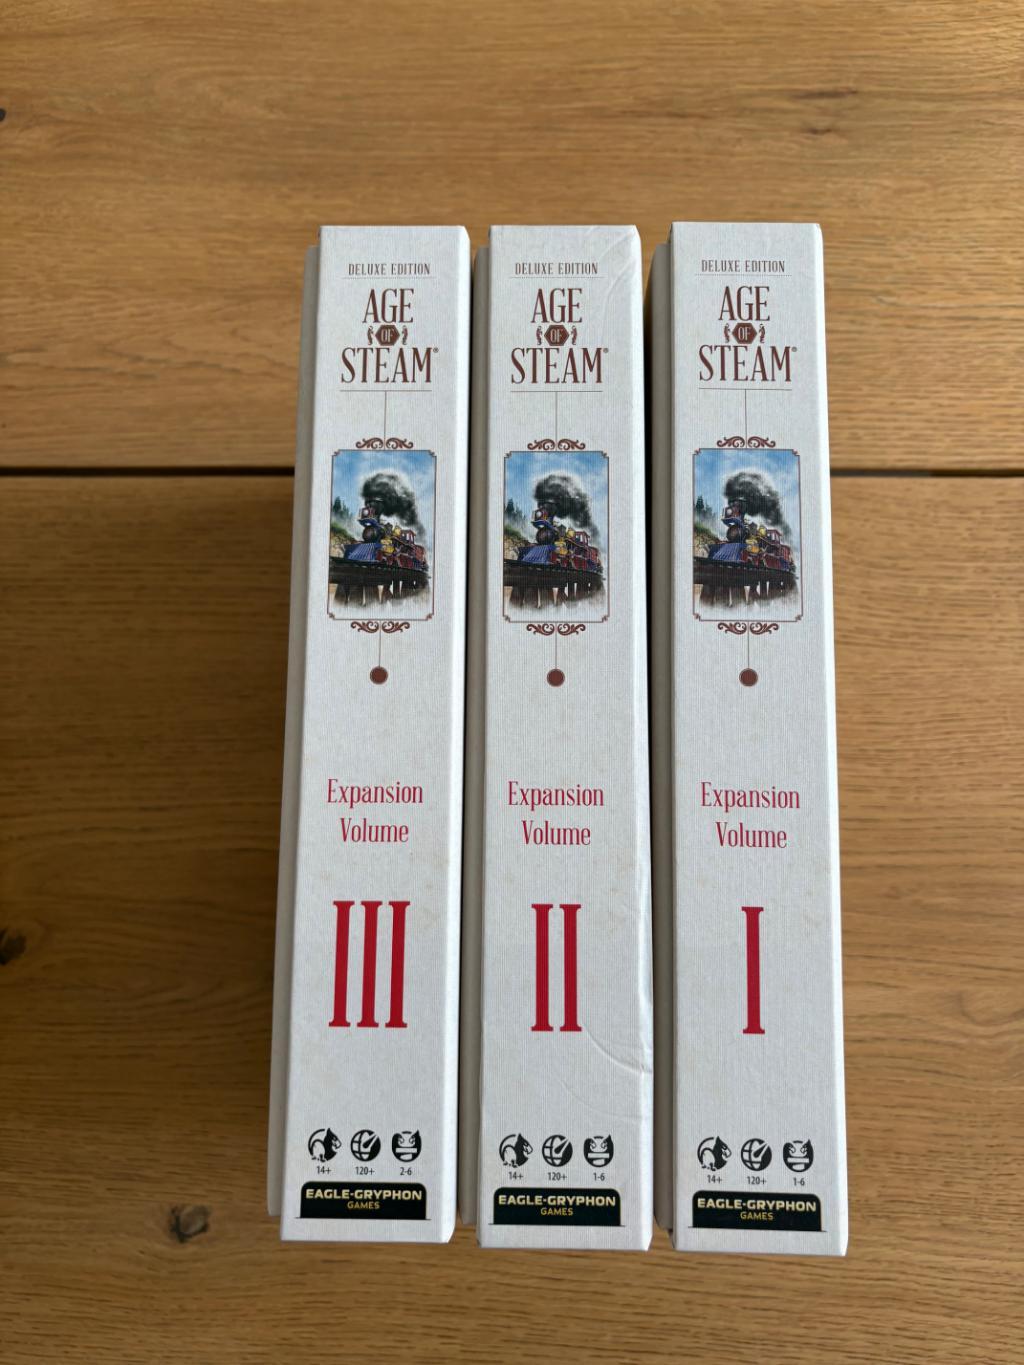 DELUXE EDITION
AGE
OF
STEAM®
Expansion
Volume
III
14+ 120+ 2-6
EAGLE-GRYPHON
GAMES
DELUXE EDITION
AGE
OF
STEAM®
Expansion
Volume
II
14+ 120+ 1-6
EAGLE-GRYPHON
GAMES
DELUXE EDITION
AGE
OF
STEAM®
Expansion
Volume
I
14+ 120+ 1-6
EAGLE-GRYPHON
GAMES